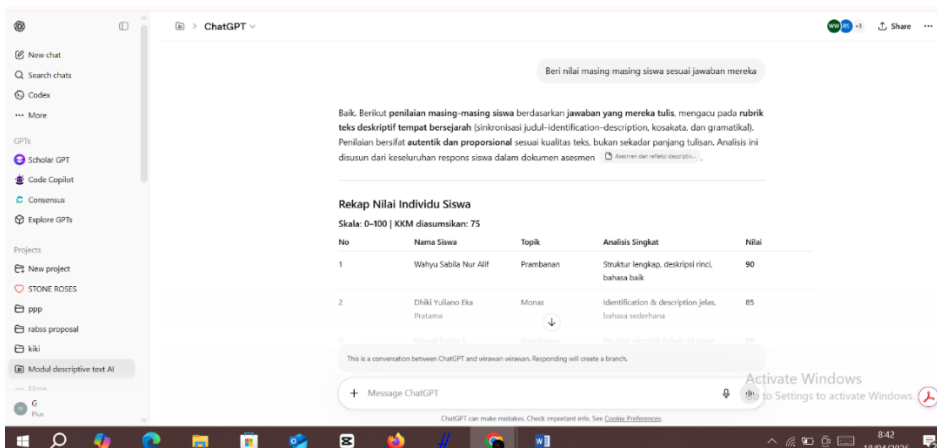 ChatGPT
WW RS +3 Share
New chat
Search chats
Codex
More
GPTs
Scholar GPT
Code Copilot
Consensus
Explore GPTs
Projects
New project
STONE ROSES
ppp
rabss proposal
kiki
Modul descriptive text AI
More
G
Plus
Beri nilai masing masing siswa sesuai jawaban mereka
Baik. Berikut penilaian masing-masing siswa berdasarkan jawaban yang mereka tulis, mengacu pada rubrik
teks deskriptif tempat bersejarah (sinkronisasi judul–identification–description, kosakata, dan gramatikal).
Penilaian bersifat autentik dan proporsional sesuai kualitas teks, bukan sekadar panjang tulisan. Analisis ini
disusun dari keseluruhan respons siswa dalam dokumen asesmen Asesmen dan refleksi descriptiv... .
Rekap Nilai Individu Siswa
Skala: 0–100 | KKM diasumsikan: 75
No Nama Siswa Topik Analisis Singkat Nilai
1 Wahyu Sabila Nur Alif Prambanan Struktur lengkap, deskripsi rinci, 90
bahasa baik
2 Dhiki Yuliano Eka Monas Identification & description jelas, 85
Pratama bahasa sederhana
This is a conversation between ChatGPT and wirawan wirawan. Responding will create a branch.
Message ChatGPT
ChatGPT can make mistakes. Check important info. See Cookie Preferences.
Activate Windows
to Settings to activate Windows.
8:42